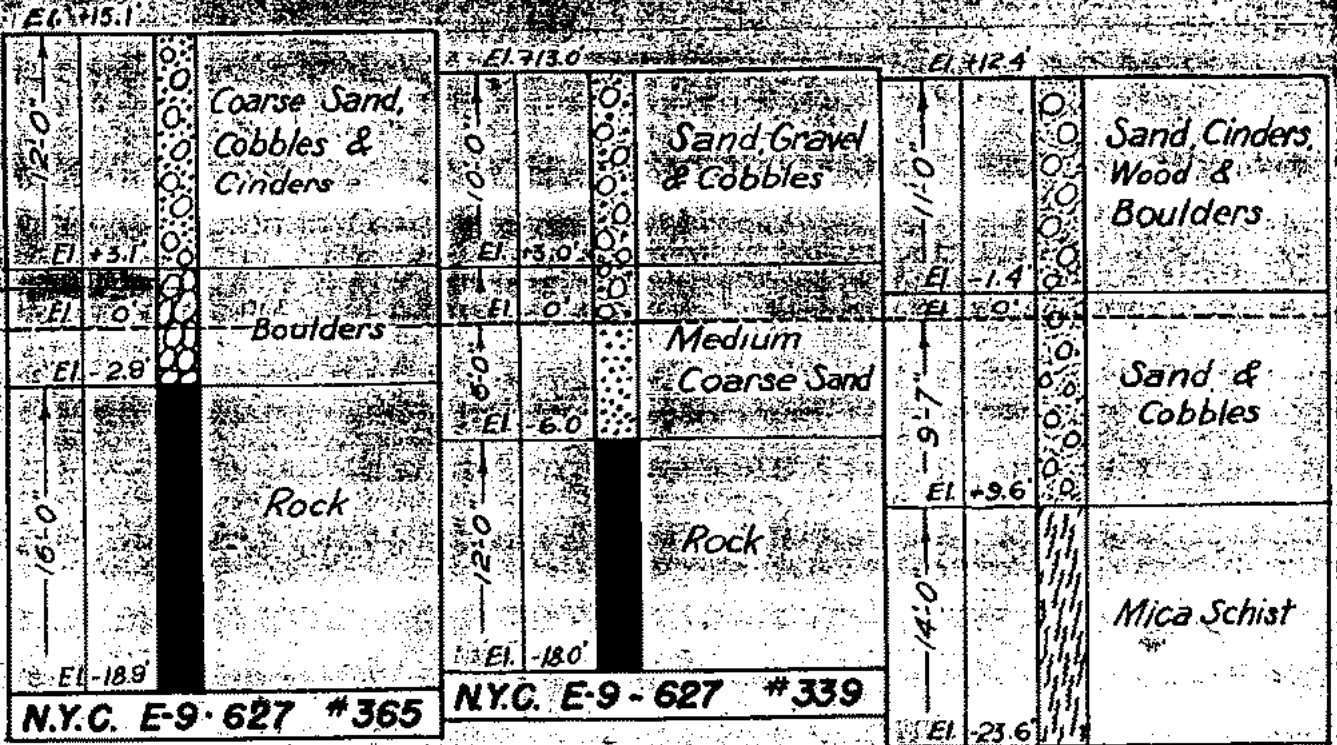 El. +15.1'
12'-0"
Coarse Sand,
Cobbles &
Cinders
El. +3.1'
El. 0'
Boulders
El. -2.9'
16'-0"
Rock
El. -18.9'
N.Y.C. E-9-627 #365
El. +13.0'
10'-0"
Sand, Gravel
& Cobbles
El. +3.0'
El. 0'
Medium
Coarse Sand
6'-0"
El. -6.0'
12'-0"
Rock
El. -18.0'
N.Y.C. E-9-627 #339
El. +12.4'
11'-0"
Sand, Cinders,
Wood &
Boulders
El. -1.4'
El. 0'
9'-7"
Sand &
Cobbles
El. +9.6'
14'-0"
Mica Schist
El. -23.6'